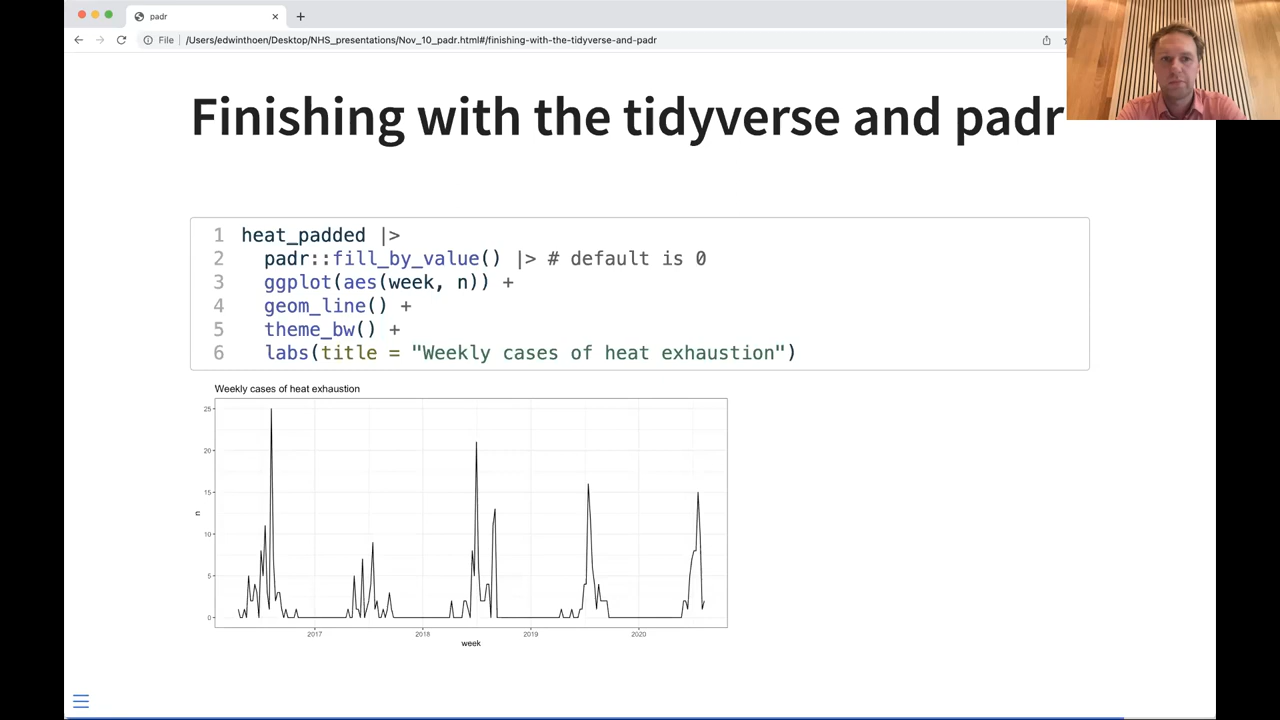 padr
File /Users/edwinthoen/Desktop/NHS_presentations/Nov_10_padr.html#/finishing-with-the-tidyverse-and-padr
Finishing with the tidyverse and padr
1 heat_padded |>
2 padr::fill_by_value() |> # default is 0
3 ggplot(aes(week, n)) +
4 geom_line() +
5 theme_bw() +
6 labs(title = "Weekly cases of heat exhaustion")
Weekly cases of heat exhaustion
25
20
15
n
10
5
0
2017 2018 2019 2020
week